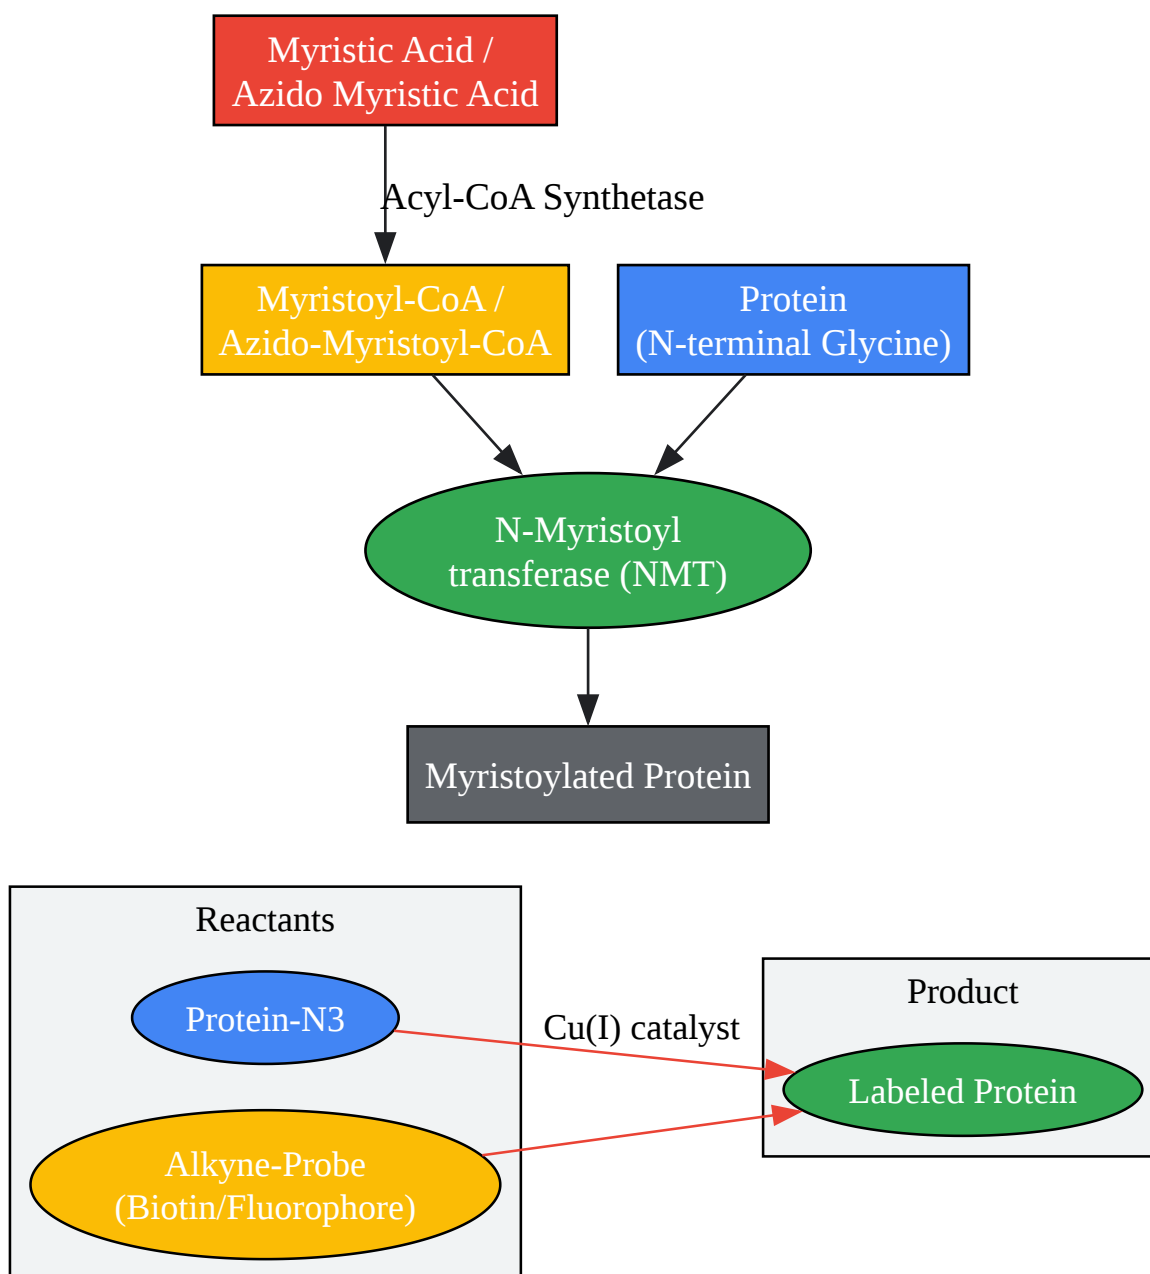 Myristic Acid /
Azido Myristic Acid
Acyl-CoA Synthetase
Myristoyl-CoA /
Azido-Myristoyl-CoA
Protein
(N-terminal Glycine)
N-Myristoyl
transferase (NMT)
Myristoylated Protein
Reactants
Protein-N3
Alkyne-Probe
(Biotin/Fluorophore)
Cu(I) catalyst
Product
Labeled Protein